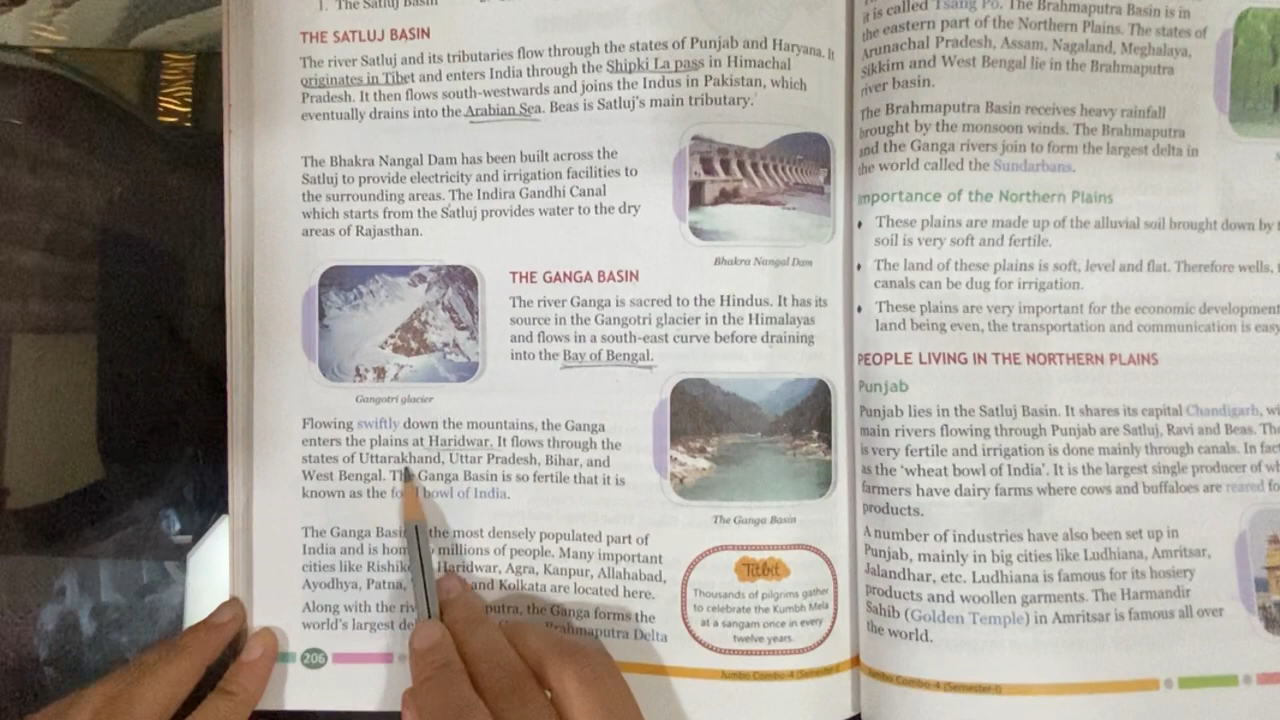 1. The Satluj Basin
THE SATLUJ BASIN
The river Satluj and its tributaries flow through the states of Punjab and Haryana. It
originates in Tibet and enters India through the Shipki La pass in Himachal
Pradesh. It then flows south-westwards and joins the Indus in Pakistan, which
eventually drains into the Arabian Sea. Beas is Satluj's main tributary.
The Bhakra Nangal Dam has been built across the
Satluj to provide electricity and irrigation facilities to
the surrounding areas. The Indira Gandhi Canal
which starts from the Satluj provides water to the dry
areas of Rajasthan.
Bhakra Nangal Dam
THE GANGA BASIN
The river Ganga is sacred to the Hindus. It has its
source in the Gangotri glacier in the Himalayas
and flows in a south-east curve before draining
into the Bay of Bengal.
Gangotri glacier
Flowing swiftly down the mountains, the Ganga
enters the plains at Haridwar. It flows through the
states of Uttarakhand, Uttar Pradesh, Bihar, and
West Bengal. The Ganga Basin is so fertile that it is
known as the bowl of India.
The Ganga Basin
The Ganga the most densely populated part of
India and is millions of people. Many important
cities like Haridwar, Agra, Kanpur, Allahabad,
Ayodhya, Patna, and Kolkata are located here.
Along with the the Ganga forms the
world's largest Brahmaputra Delta
Titbit
Thousands of pilgrims gather
to celebrate the Kumbh Mela
at a sangam once in every
twelve years.
206
Jumbo Combo-4 (Semester-I)
it is called Tsang Po. The Brahmaputra Basin is in
the eastern part of the Northern Plains. The states of
Arunachal Pradesh, Assam, Nagaland, Meghalaya,
Sikkim and West Bengal lie in the Brahmaputra
river basin.
The Brahmaputra Basin receives heavy rainfall
brought by the monsoon winds. The Brahmaputra
and the Ganga rivers join to form the largest delta in
the world called the Sundarbans.
Importance of the Northern Plains
• These plains are made up of the alluvial soil brought down by
soil is very soft and fertile.
• The land of these plains is soft, level and flat. Therefore wells,
canals can be dug for irrigation.
• These plains are very important for the economic development
land being even, the transportation and communication is
PEOPLE LIVING IN THE NORTHERN PLAINS
Punjab
Punjab lies in the Satluj Basin. It shares its capital Chandigarh,
main rivers flowing through Punjab are Satluj, Ravi and Beas.
is very fertile and irrigation is done mainly through canals. In
as the 'wheat bowl of India'. It is the largest single producer of
farmers have dairy farms where cows and buffaloes are reared
products.
A number of industries have also been set up in
Punjab, mainly in big cities like Ludhiana, Amritsar,
Jalandhar, etc. Ludhiana is famous for its hosiery
products and woollen garments. The Harmandir
Sahib (Golden Temple) in Amritsar is famous all over
the world.
Jumbo Combo-4 (Semester-I)